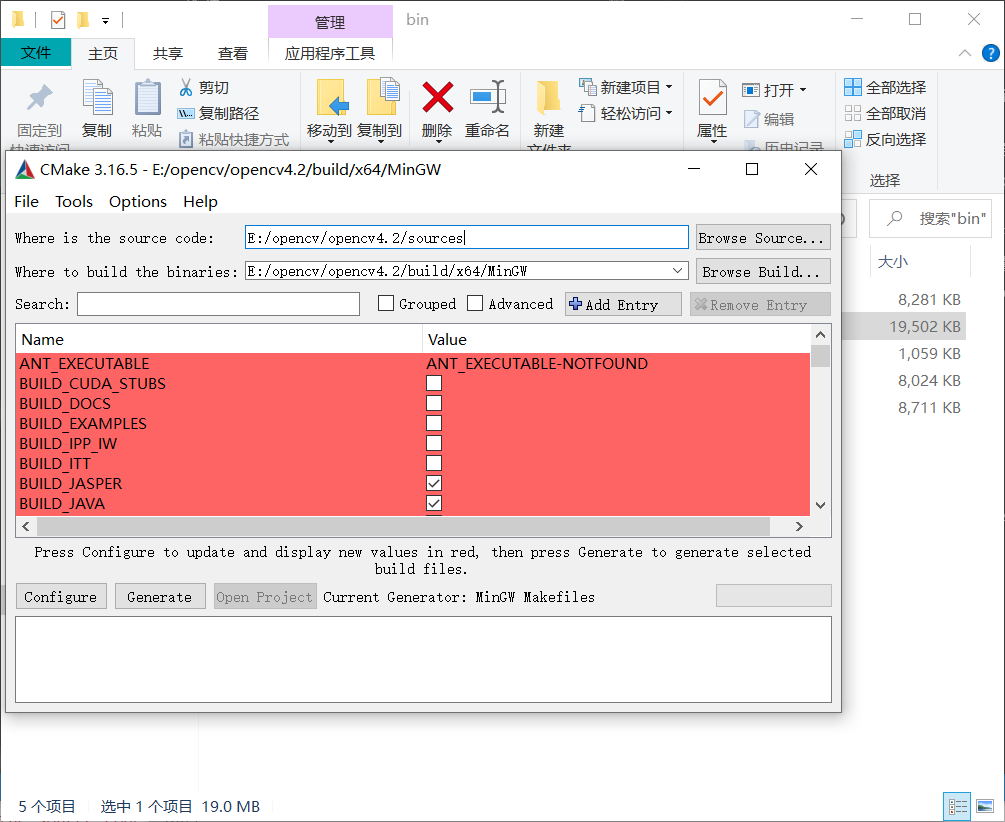 管理
bin
文件
主页
共享
查看
应用程序工具
固定到
复制
粘贴
剪切
复制路径
粘贴快捷方式
移动到 复制到
删除 重命名
新建
新建项目
轻松访问
属性
打开
编辑
历史记录
全部选择
全部取消
反向选择
选择
CMake 3.16.5 - E:/opencv/opencv4.2/build/x64/MinGW
File Tools Options Help
Where is the source code: E:/opencv/opencv4.2/sources Browse Source...
Where to build the binaries: E:/opencv/opencv4.2/build/x64/MinGW Browse Build...
Search: Grouped Advanced Add Entry Remove Entry
Name Value
ANT_EXECUTABLE ANT_EXECUTABLE-NOTFOUND
BUILD_CUDA_STUBS
BUILD_DOCS
BUILD_EXAMPLES
BUILD_IPP_IW
BUILD_ITT
BUILD_JASPER
BUILD_JAVA
Press Configure to update and display new values in red, then press Generate to generate selected
build files.
Configure Generate Open Project Current Generator: MinGW Makefiles
搜索"bin"
大小
8,281 KB
19,502 KB
1,059 KB
8,024 KB
8,711 KB
5 个项目 选中 1 个项目 19.0 MB